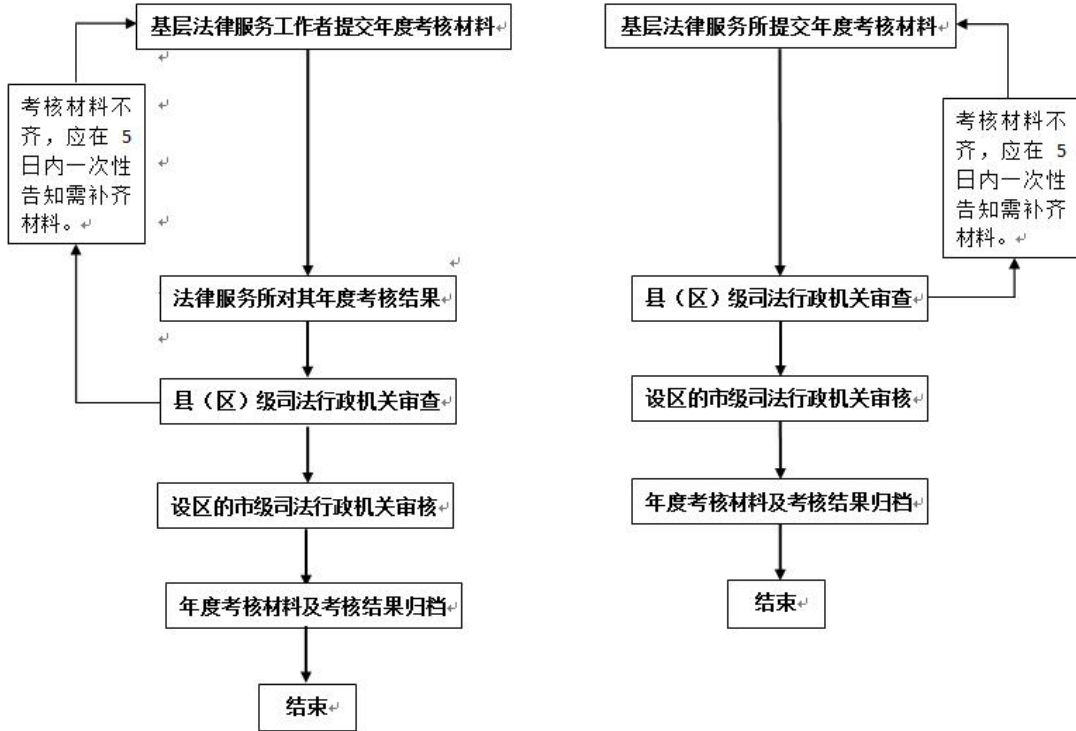 基层法律服务工作者提交年度考核材料
考核材料不
齐，应在 5
日内一次性
告知需补齐
材料。
法律服务所对其年度考核结果
县（区）级司法行政机关审查
设区的市级司法行政机关审核
年度考核材料及考核结果归档
结束
基层法律服务所提交年度考核材料
考核材料不
齐，应在 5
日内一次性
告知需补齐
材料。
县（区）级司法行政机关审查
设区的市级司法行政机关审核
年度考核材料及考核结果归档
结束